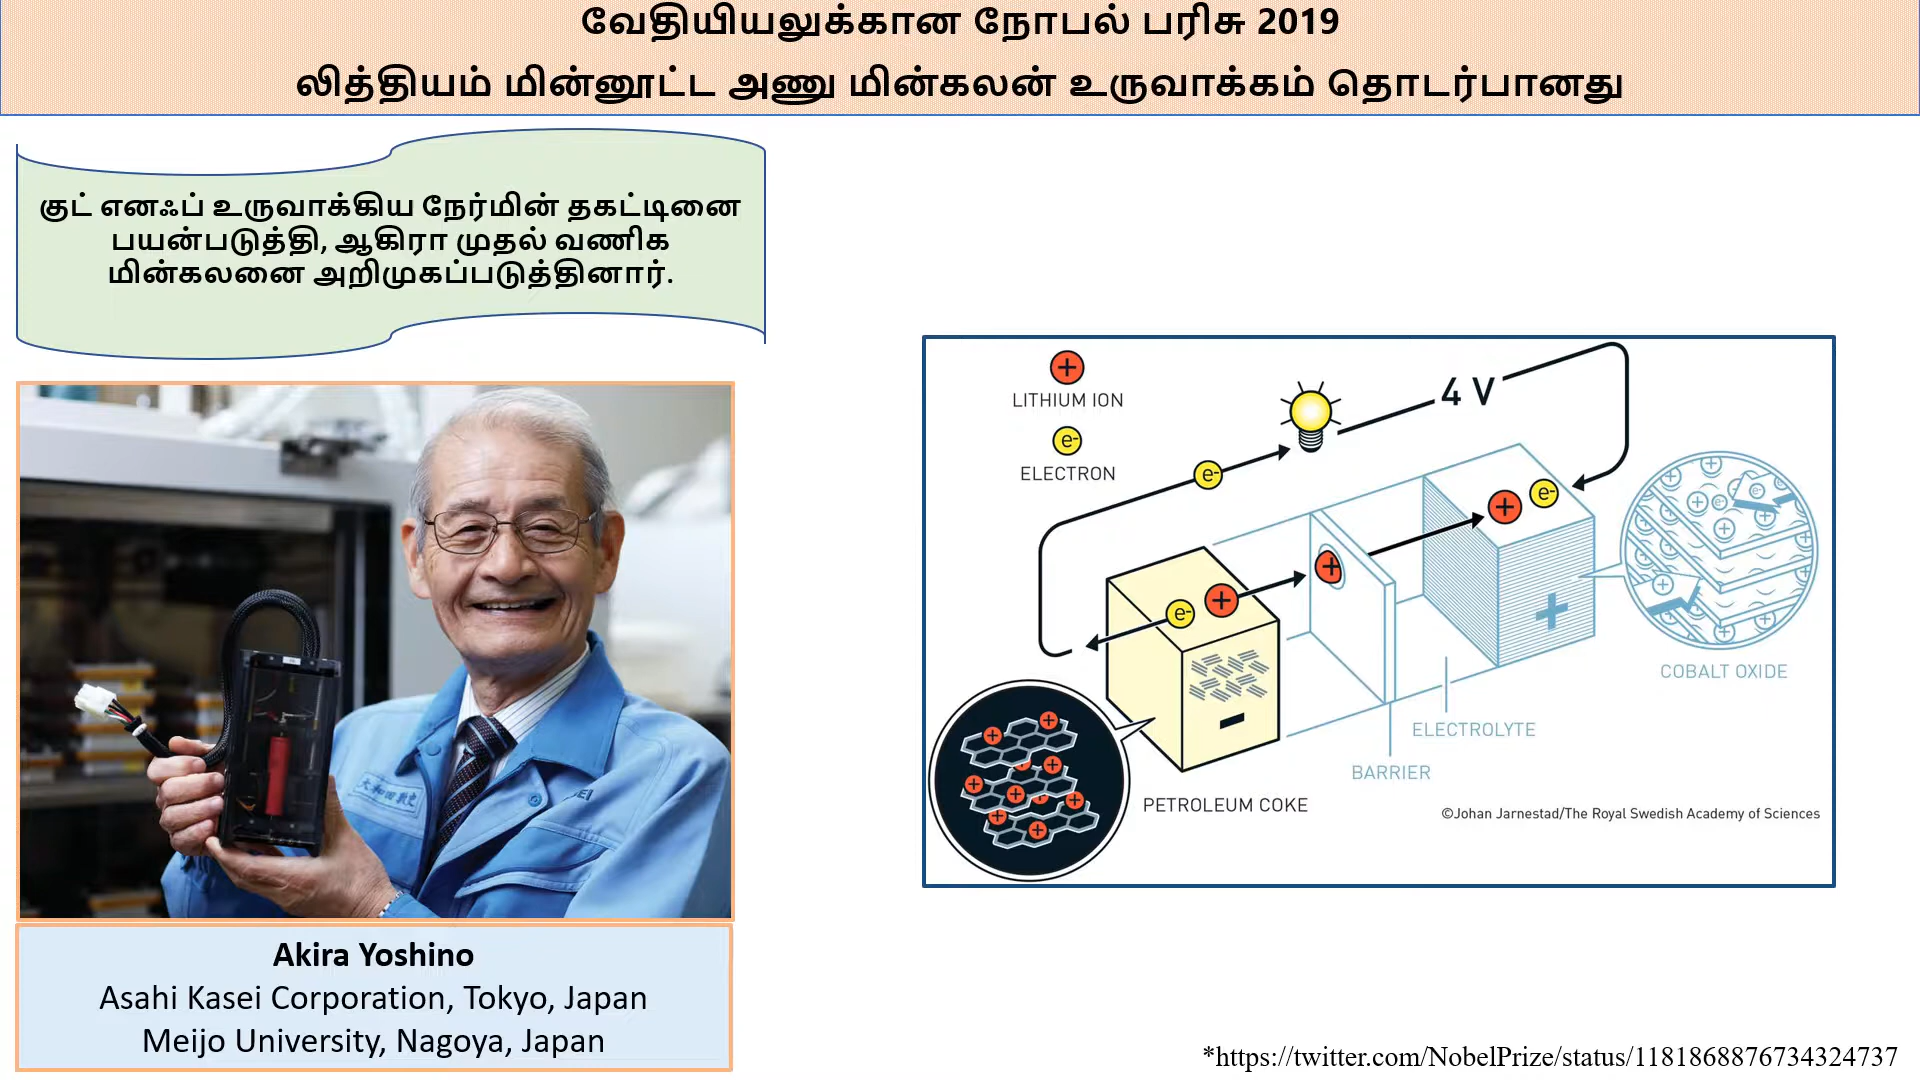 வேதியியலுக்கான நோபல் பரிசு 2019
லித்தியம் மின்னூட்ட அணு மின்கலன் உருவாக்கம் தொடர்பானது
குட் எனஃப் உருவாக்கிய நேர்மின் தகட்டினை
பயன்படுத்தி, ஆகிரா முதல் வணிக
மின்கலனை அறிமுகப்படுத்தினார்.
Akira Yoshino
Asahi Kasei Corporation, Tokyo, Japan
Meijo University, Nagoya, Japan
+
LITHIUM ION
e-
ELECTRON
4 V
e-
+ e-
+
e- +
+
-
COBALT OXIDE
ELECTROLYTE
BARRIER
PETROLEUM COKE
©Johan Jarnestad/The Royal Swedish Academy of Sciences
*https://twitter.com/NobelPrize/status/1181868876734324737